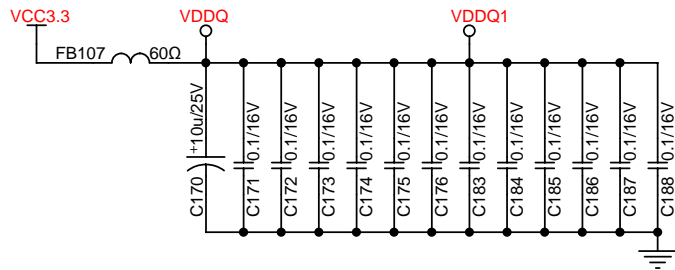 VCC3.3
VDDQ
VDDQ1
FB107
60Ω
+10u/25V
C170
0.1/16V
C171
0.1/16V
C172
0.1/16V
C173
0.1/16V
C174
0.1/16V
C175
0.1/16V
C176
0.1/16V
C183
0.1/16V
C184
0.1/16V
C185
0.1/16V
C186
0.1/16V
C187
0.1/16V
C188